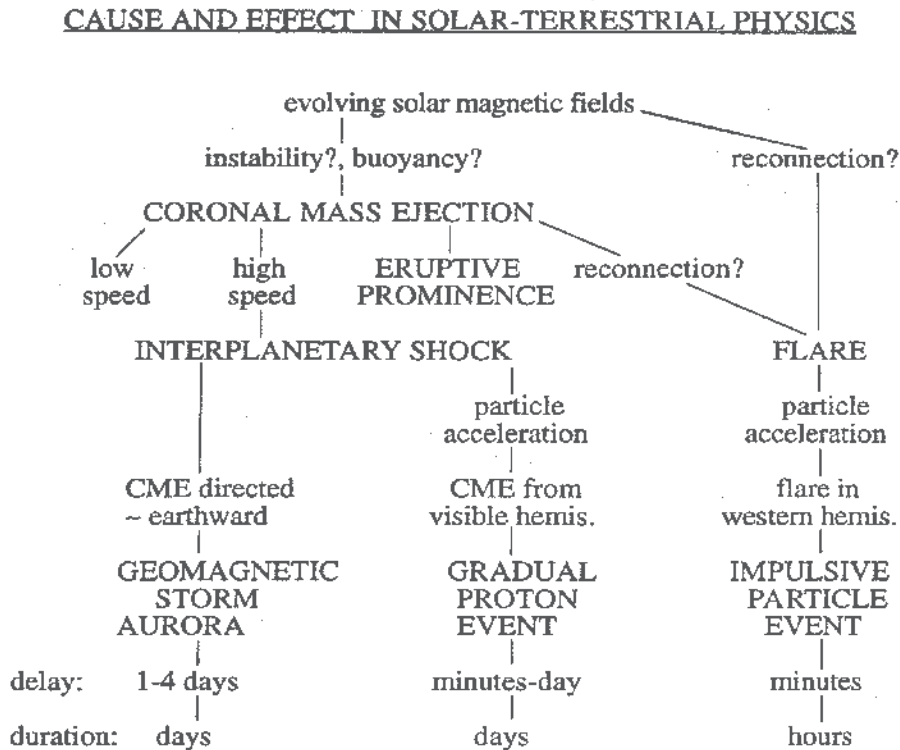 CAUSE AND EFFECT IN SOLAR-TERRESTRIAL PHYSICS
evolving solar magnetic fields
instability?, buoyancy?
reconnection?
CORONAL MASS EJECTION
low
speed
high
speed
ERUPTIVE
PROMINENCE
reconnection?
INTERPLANETARY SHOCK
FLARE
particle
acceleration
particle
acceleration
CME directed
~ earthward
CME from
visible hemis.
flare in
western hemis.
GEOMAGNETIC
STORM
AURORA
GRADUAL
PROTON
EVENT
IMPULSIVE
PARTICLE
EVENT
delay: 1-4 days minutes-day minutes
duration: days days hours